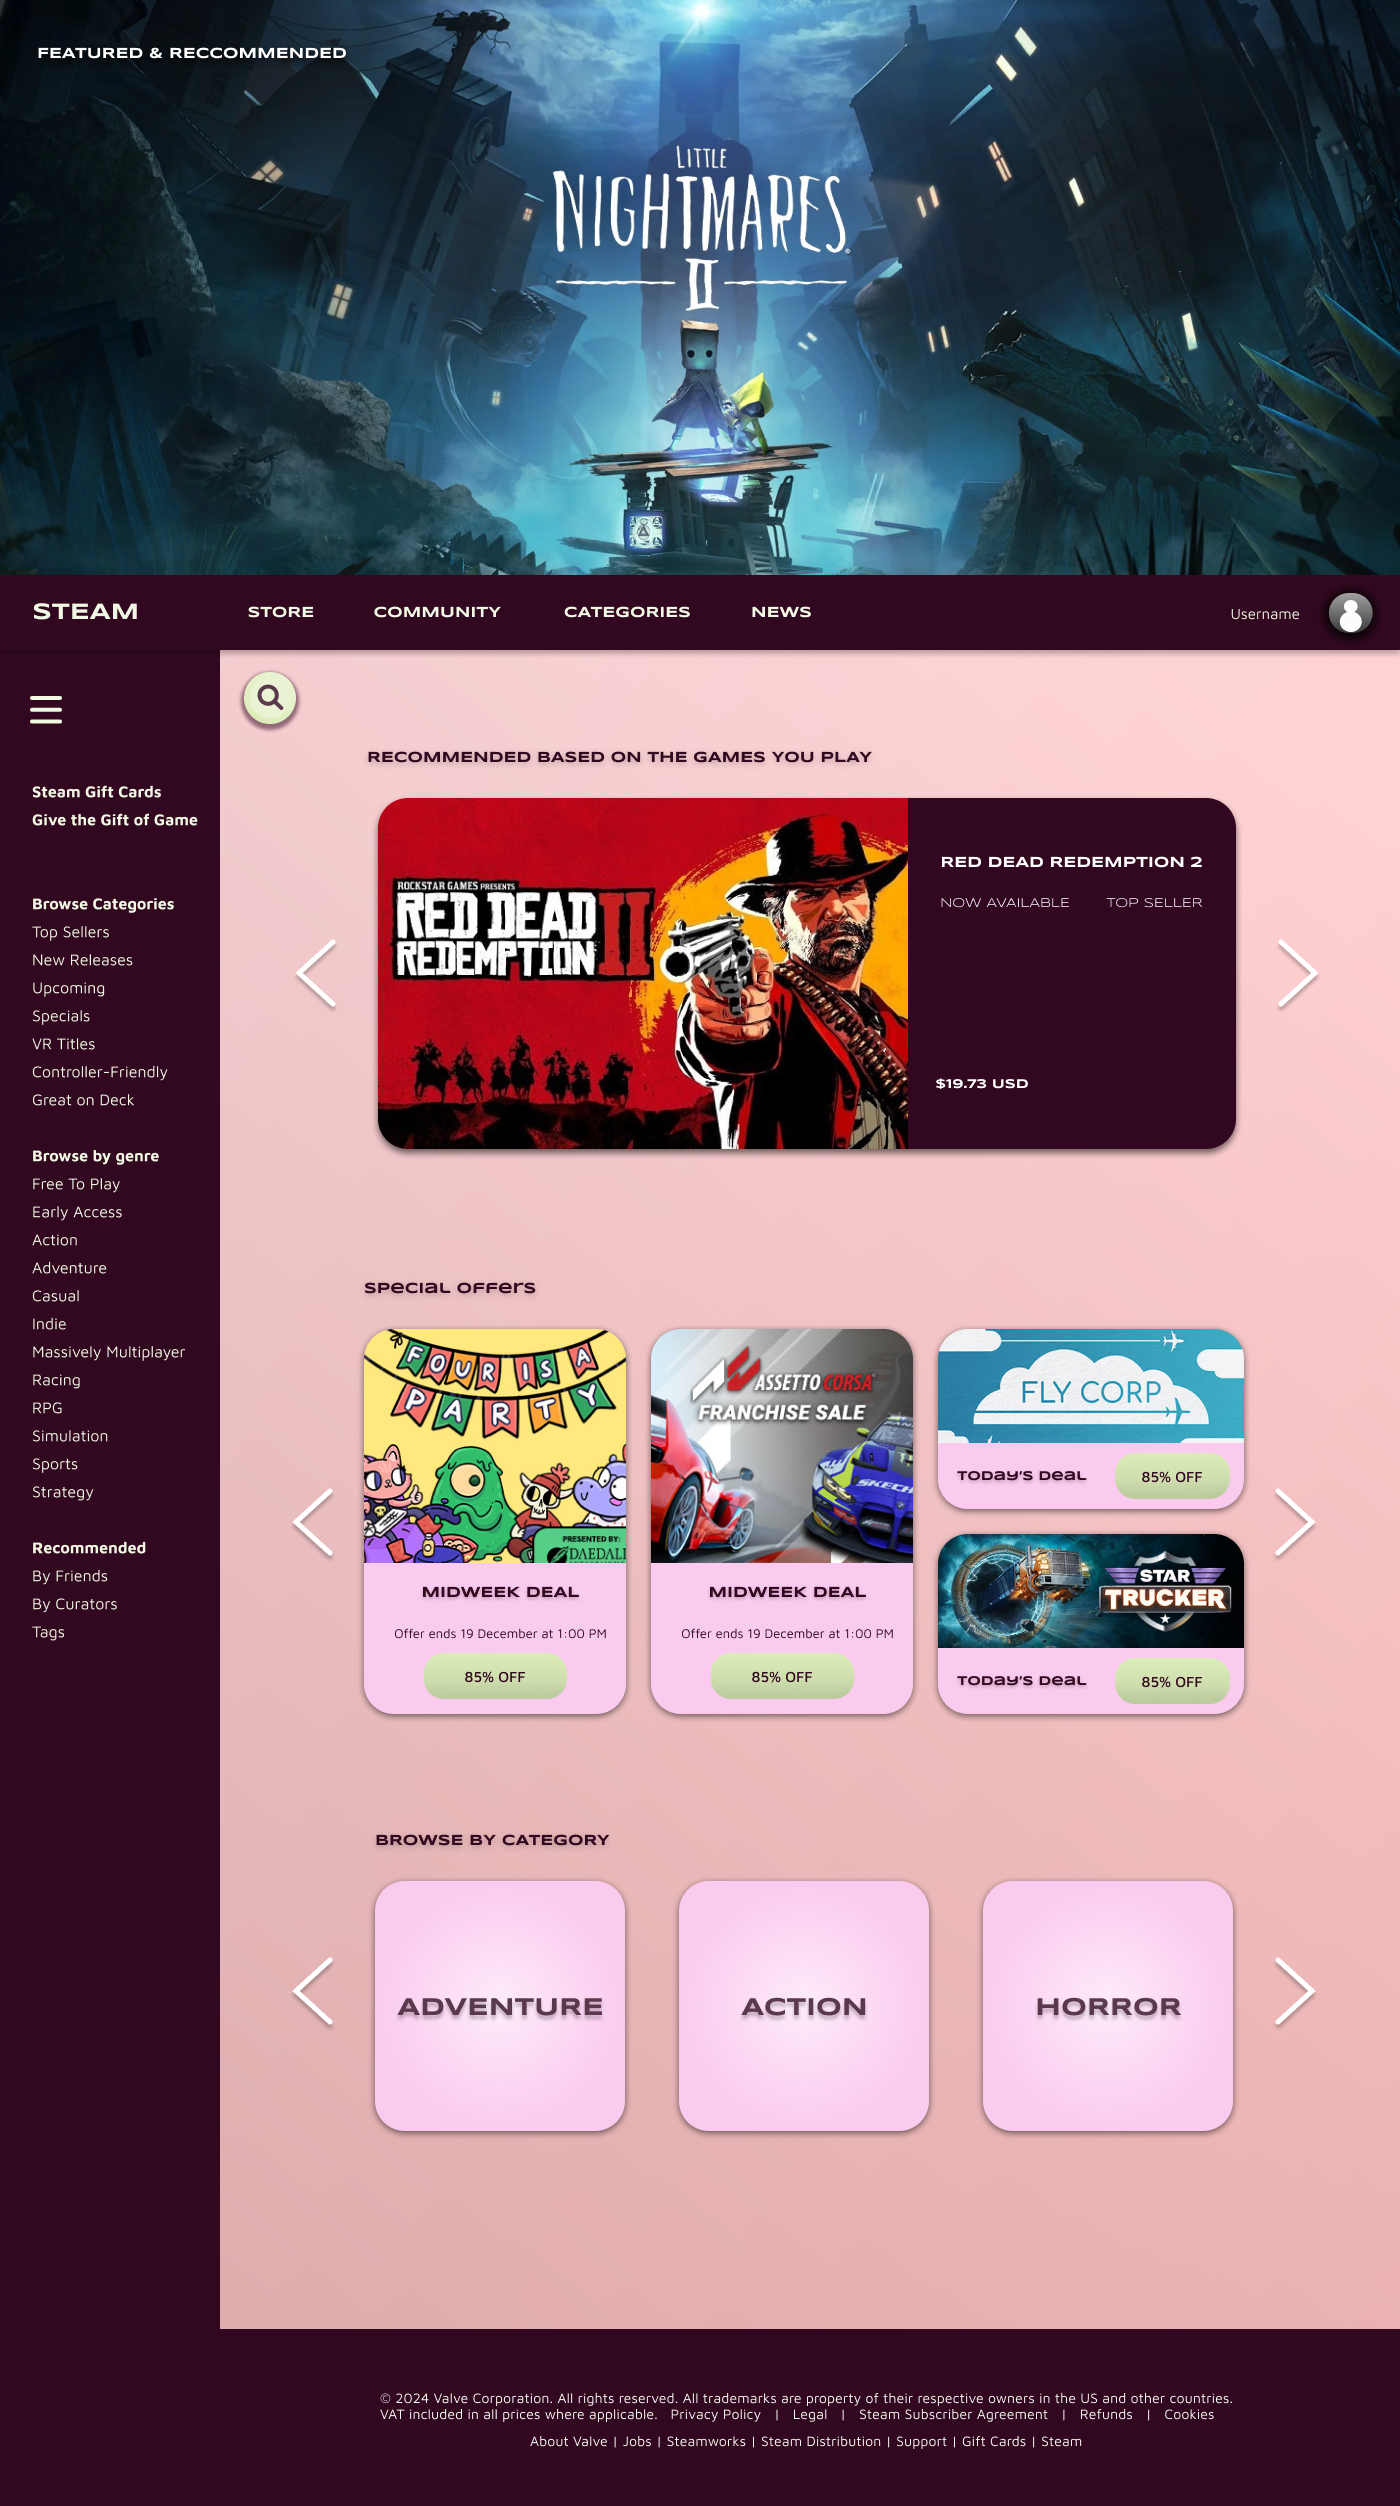 FEATURED & RECCOMMENDED
LITTLE
NIGHTMARES
II
STEAM
STORE
COMMUNITY
CATEGORIES
NEWS
Username
Steam Gift Cards
Give the Gift of Game
Browse Categories
Top Sellers
New Releases
Upcoming
Specials
VR Titles
Controller-Friendly
Great on Deck
Browse by genre
Free To Play
Early Access
Action
Adventure
Casual
Indie
Massively Multiplayer
Racing
RPG
Simulation
Sports
Strategy
Recommended
By Friends
By Curators
Tags
RECOMMENDED BASED ON THE GAMES YOU PLAY
ROCKSTAR GAMES PRESENTS
RED DEAD
REDEMPTION II
RED DEAD REDEMPTION 2
NOW AVAILABLE
TOP SELLER
$19.73 USD
Special Offers
FOUR IS A
PARTY
PRESENTED BY:
DAEDALI
MIDWEEK DEAL
Offer ends 19 December at 1:00 PM
85% OFF
ASSETTO CORSA
FRANCHISE SALE
SKECH
MIDWEEK DEAL
Offer ends 19 December at 1:00 PM
85% OFF
FLY CORP
Today's Deal
85% OFF
STAR
TRUCKER
Today's Deal
85% OFF
BROWSE BY CATEGORY
ADVENTURE
ACTION
HORROR
© 2024 Valve Corporation. All rights reserved. All trademarks are property of their respective owners in the US and other countries.
VAT included in all prices where applicable. Privacy Policy | Legal | Steam Subscriber Agreement | Refunds | Cookies
About Valve | Jobs | Steamworks | Steam Distribution | Support | Gift Cards | Steam